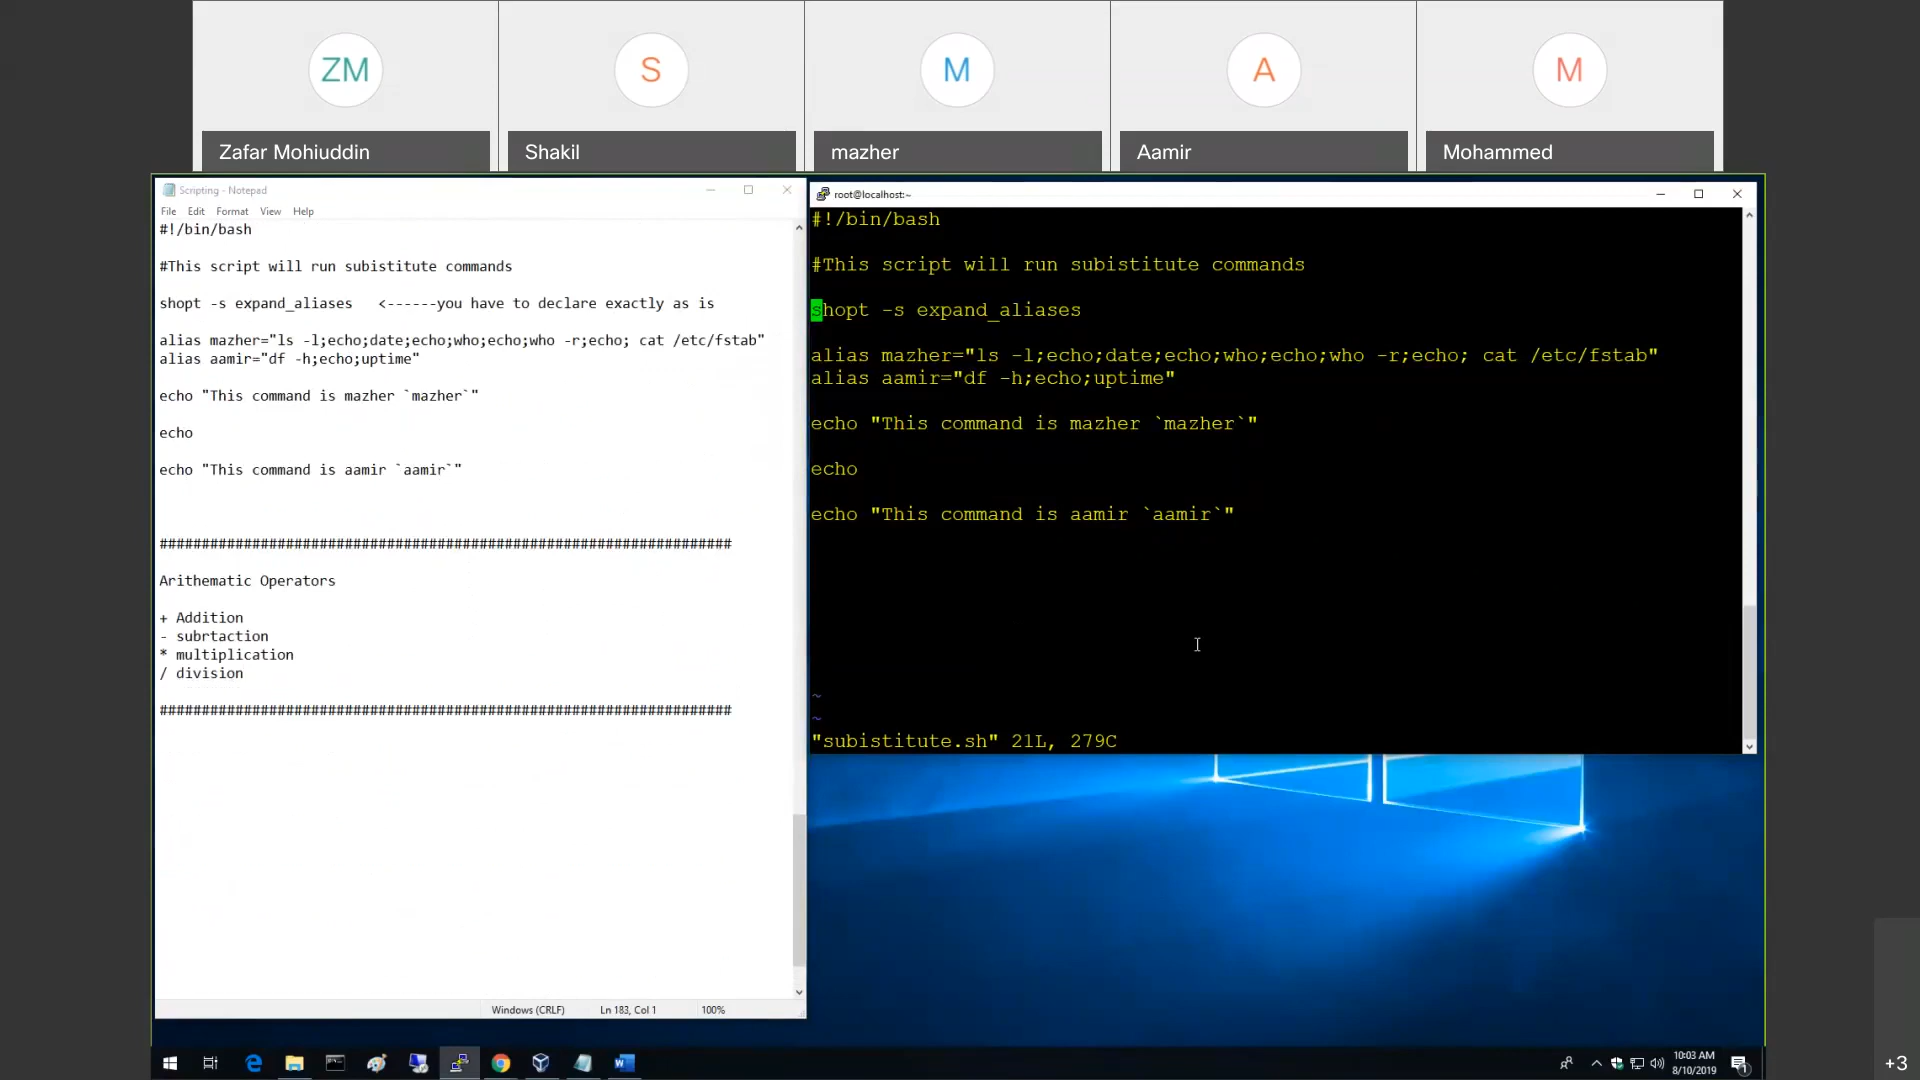 ZM
S
M
A
M
Zafar Mohiuddin
Shakil
mazher
Aamir
Mohammed
Scripting - Notepad
File Edit Format View Help
#!/bin/bash
#This script will run subistitute commands
shopt -s expand_aliases <------you have to declare exactly as is
alias mazher="ls -l;echo;date;echo;who;echo;who -r;echo; cat /etc/fstab"
alias aamir="df -h;echo;uptime"
echo "This command is mazher `mazher`"
echo
echo "This command is aamir `aamir`"
#####################################################################
Arithematic Operators
+ Addition
- subrtaction
* multiplication
/ division
#####################################################################
Windows (CRLF) Ln 183, Col 1 100%
root@localhost:~
#!/bin/bash
#This script will run subistitute commands
shopt -s expand_aliases
alias mazher="ls -l;echo;date;echo;who;echo;who -r;echo; cat /etc/fstab"
alias aamir="df -h;echo;uptime"
echo "This command is mazher `mazher`"
echo
echo "This command is aamir `aamir`"
~
~
"subistitute.sh" 21L, 279C
10:03 AM
8/10/2019
+3